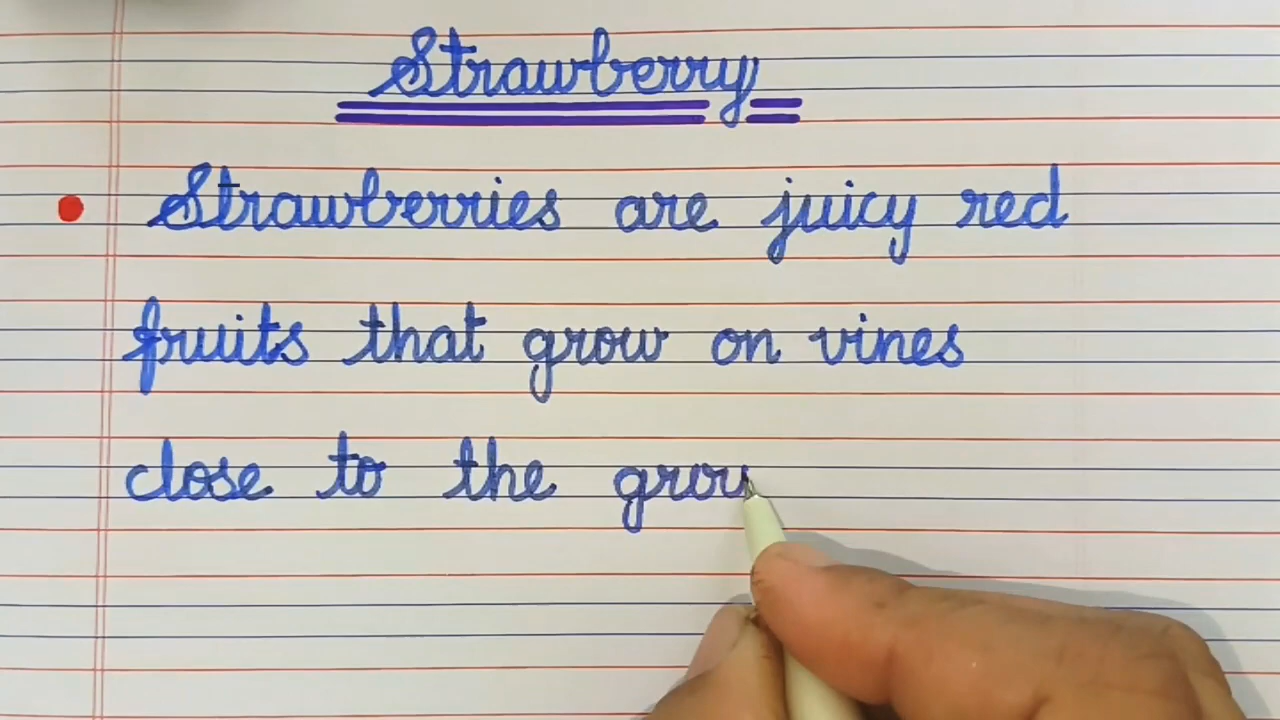 Strawberry
Strawberries are juicy red
fruits that grow on vines
close to the grou